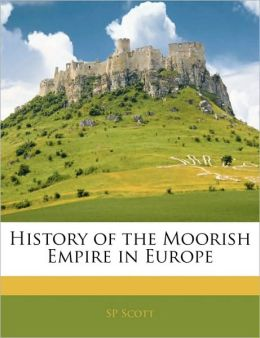 History of the Moorish
Empire in Europe
SP Scott